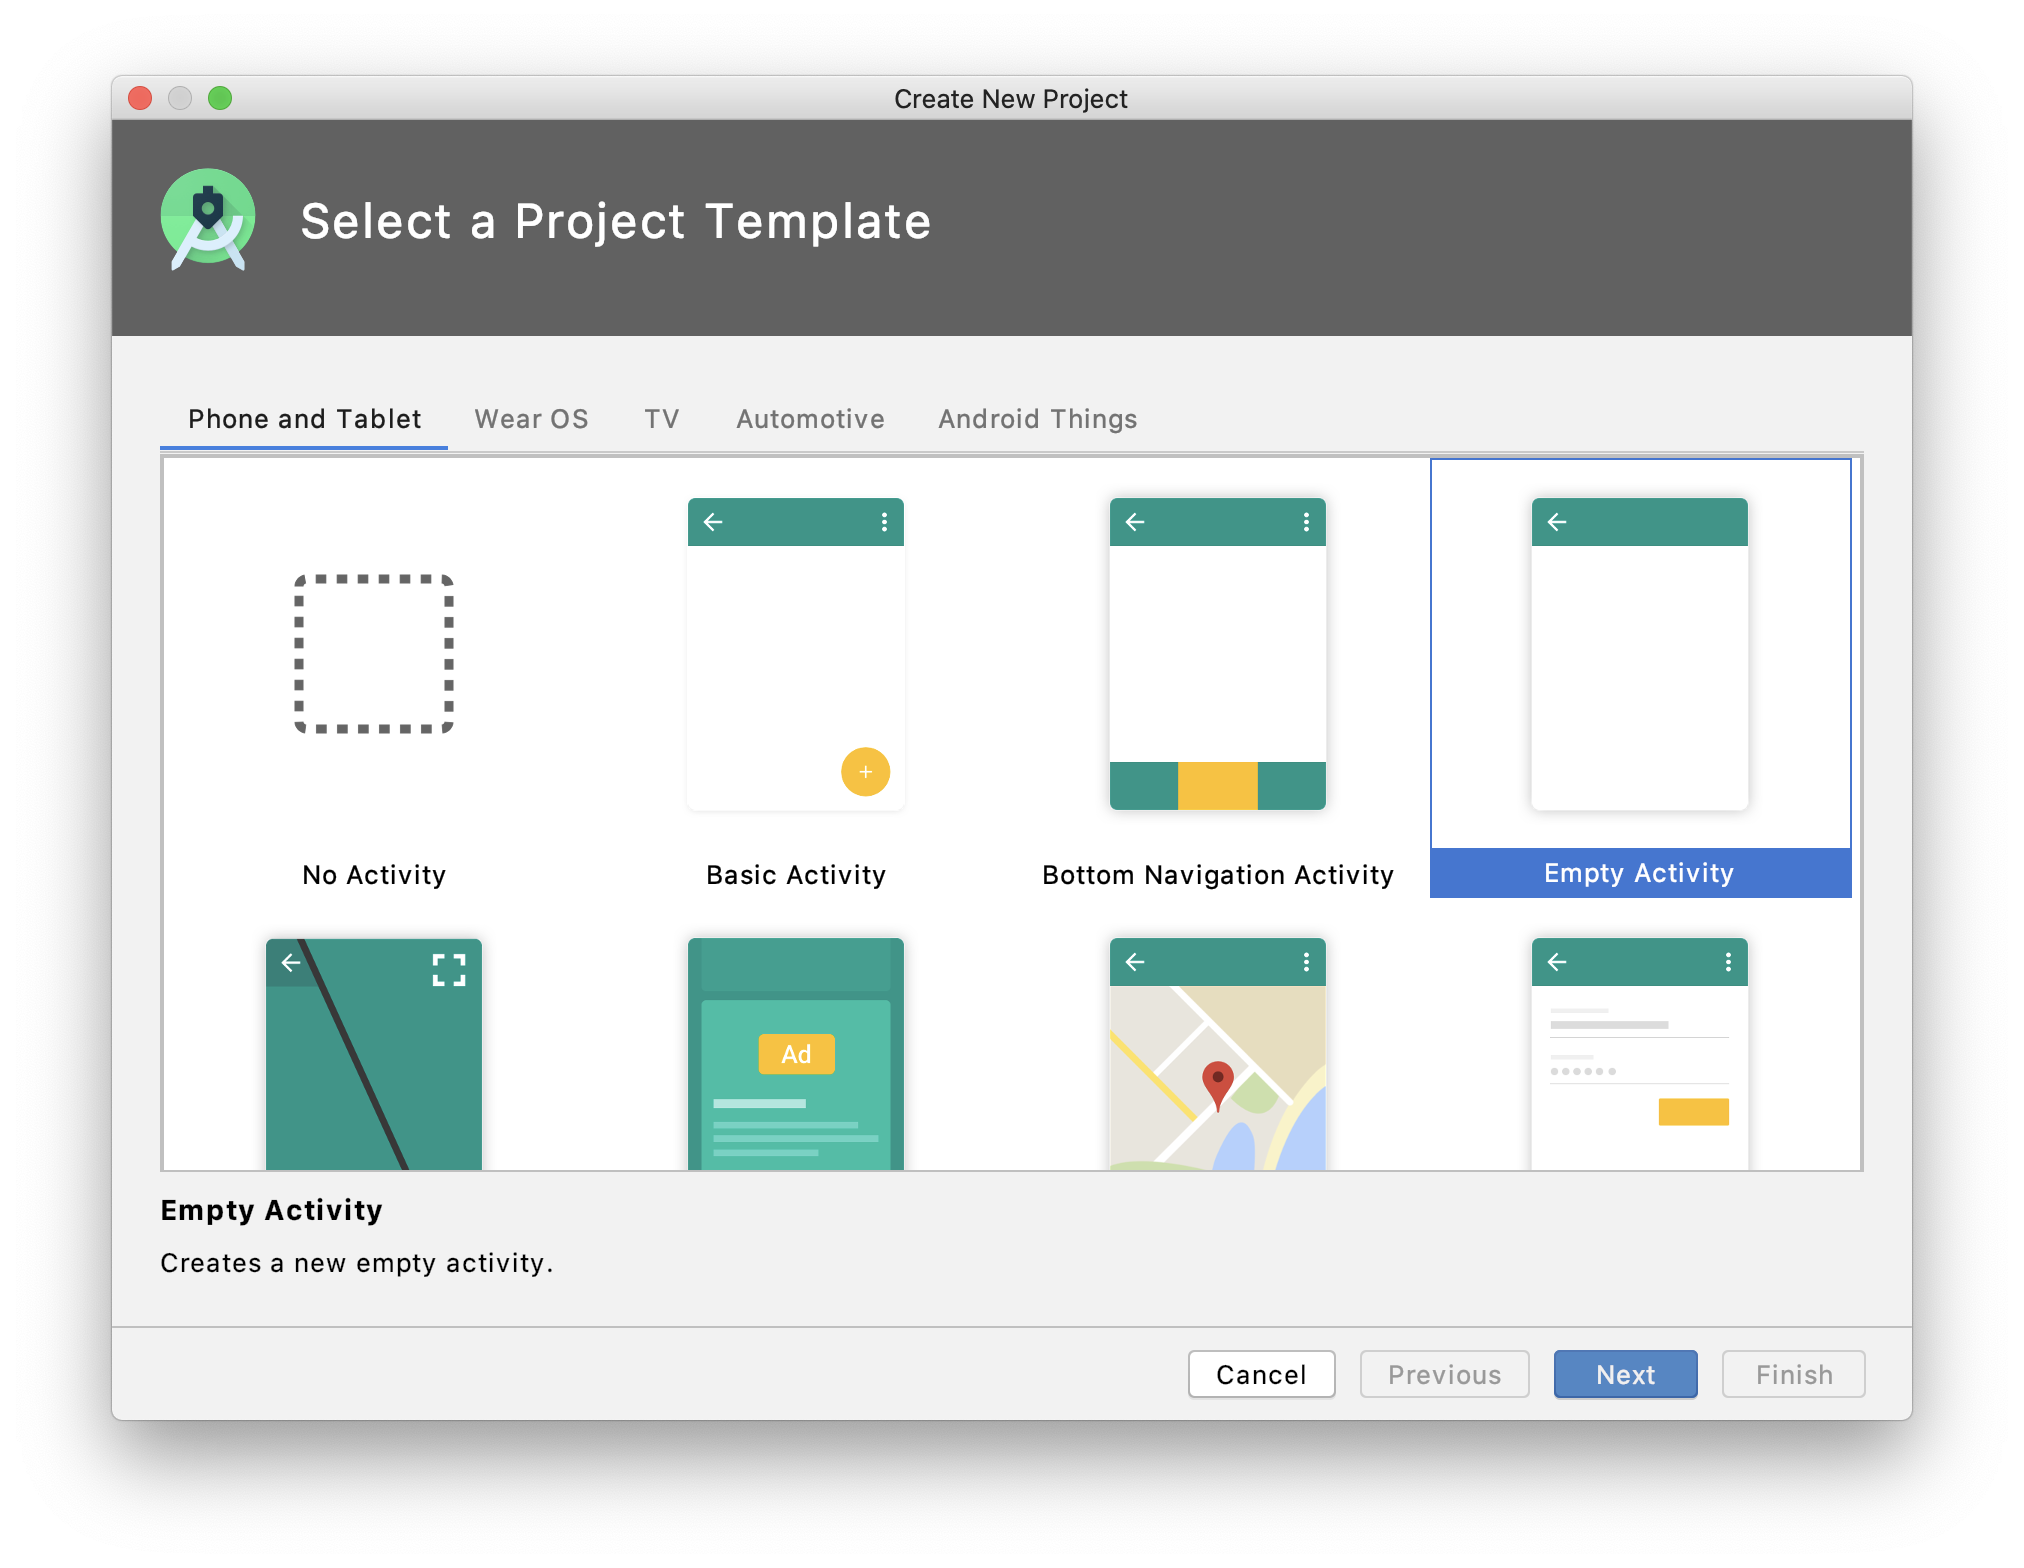 Create New Project
Select a Project Template
Phone and Tablet Wear OS TV Automotive Android Things
+
No Activity Basic Activity Bottom Navigation Activity Empty Activity
Ad
Empty Activity
Creates a new empty activity.
Cancel Previous Next Finish